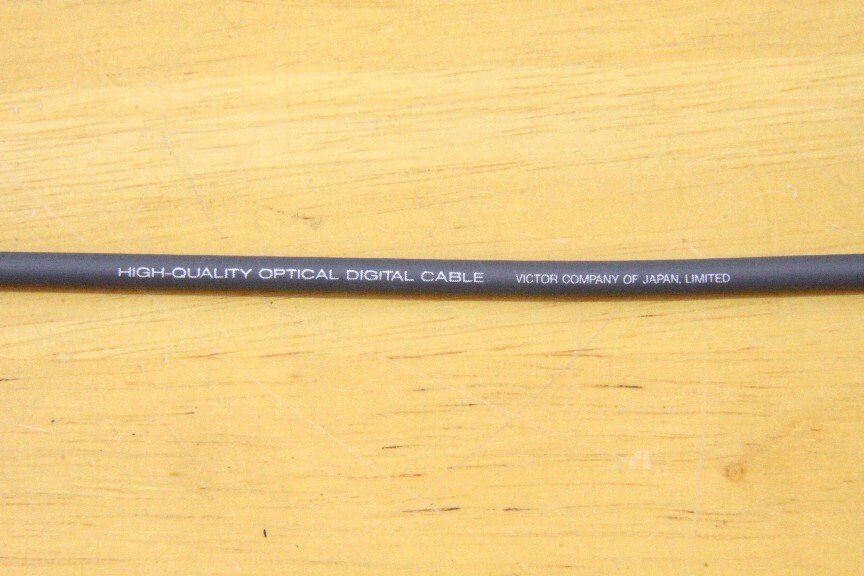 HIGH-QUALITY OPTICAL DIGITAL CABLE VICTOR COMPANY OF JAPAN, LIMITED